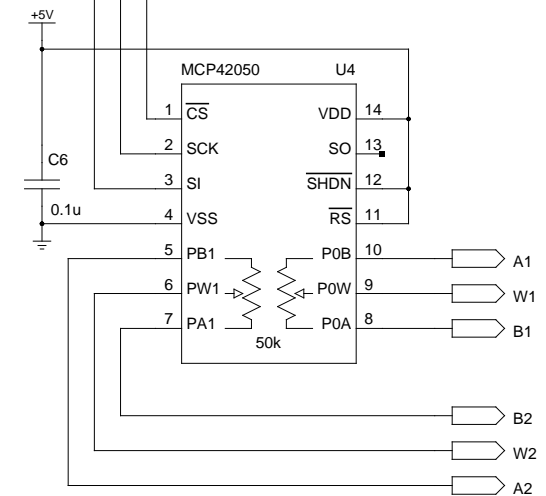 +5V
MCP42050 U4
1 CS VDD 14
2 SCK SO 13
C6
3 SI SHDN 12
0.1u
4 VSS RS 11
5 PB1 P0B 10 A1
6 PW1 P0W 9 W1
7 PA1 P0A 8 B1
50k
B2
W2
A2